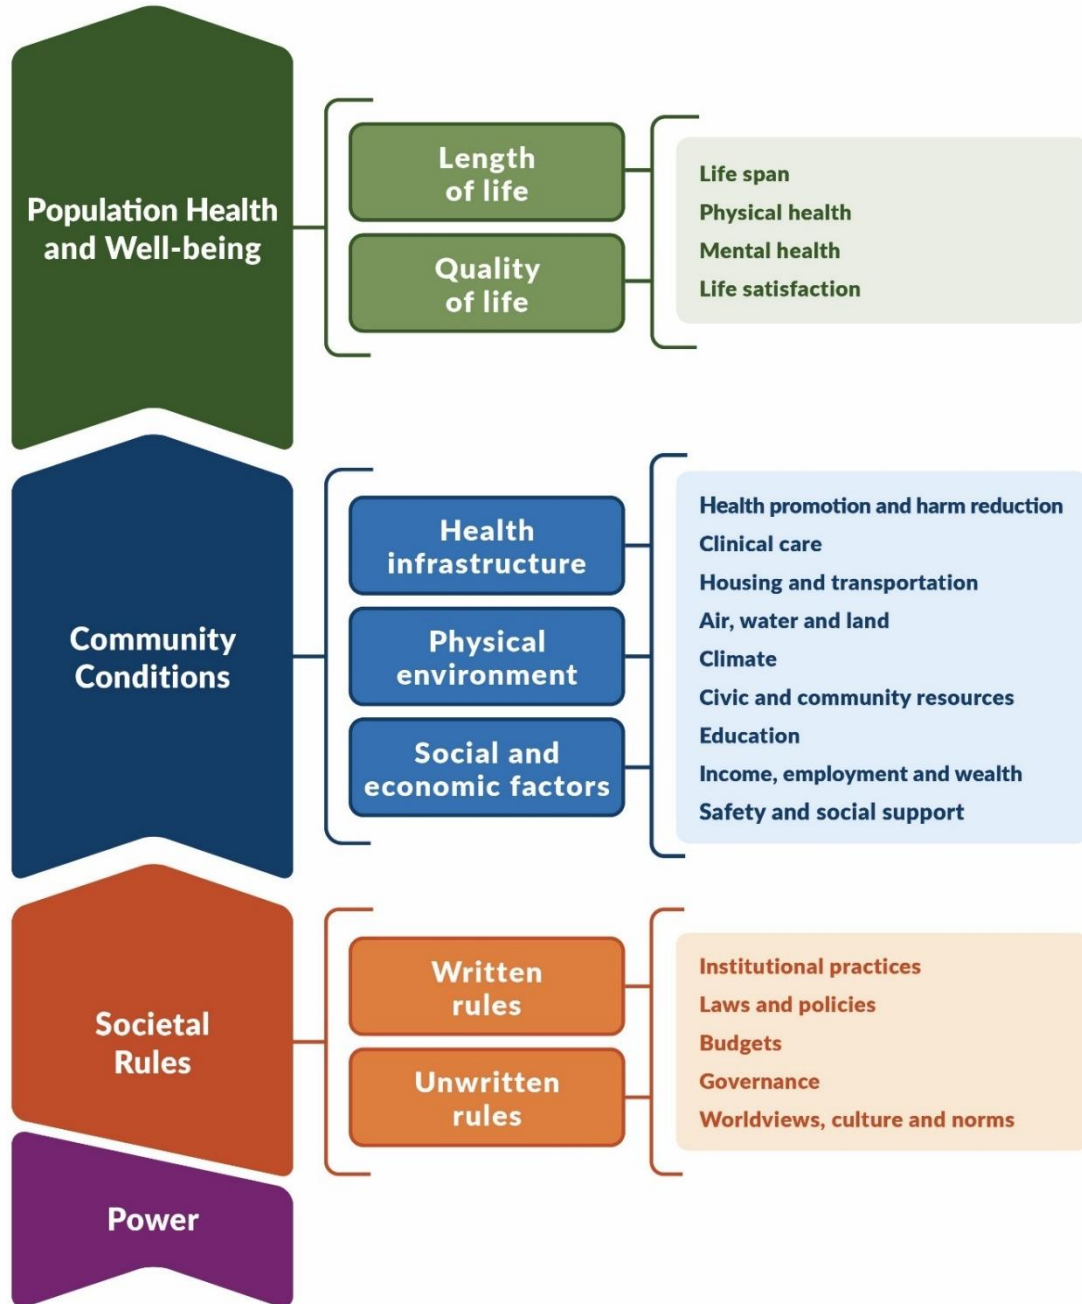 Population Health
and Well-being
Length
of life
Quality
of life
Life span
Physical health
Mental health
Life satisfaction
Community
Conditions
Health
infrastructure
Physical
environment
Social and
economic factors
Health promotion and harm reduction
Clinical care
Housing and transportation
Air, water and land
Climate
Civic and community resources
Education
Income, employment and wealth
Safety and social support
Societal
Rules
Written
rules
Unwritten
rules
Institutional practices
Laws and policies
Budgets
Governance
Worldviews, culture and norms
Power